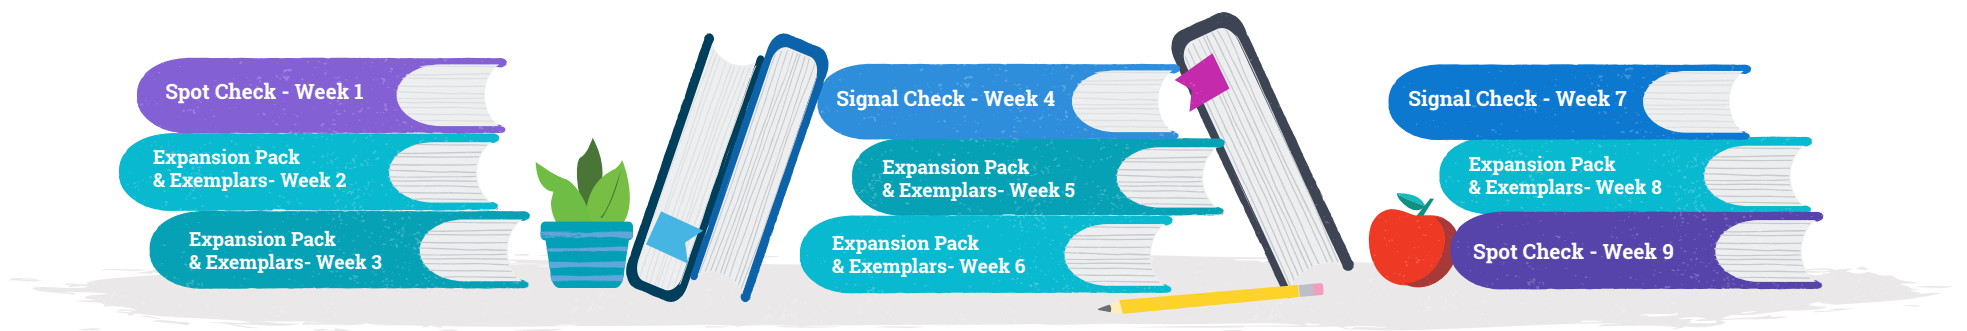 Spot Check - Week 1
Expansion Pack
& Exemplars- Week 2
Expansion Pack
& Exemplars- Week 3
Signal Check - Week 4
Expansion Pack
& Exemplars- Week 5
Expansion Pack
& Exemplars- Week 6
Signal Check - Week 7
Expansion Pack
& Exemplars- Week 8
Spot Check - Week 9